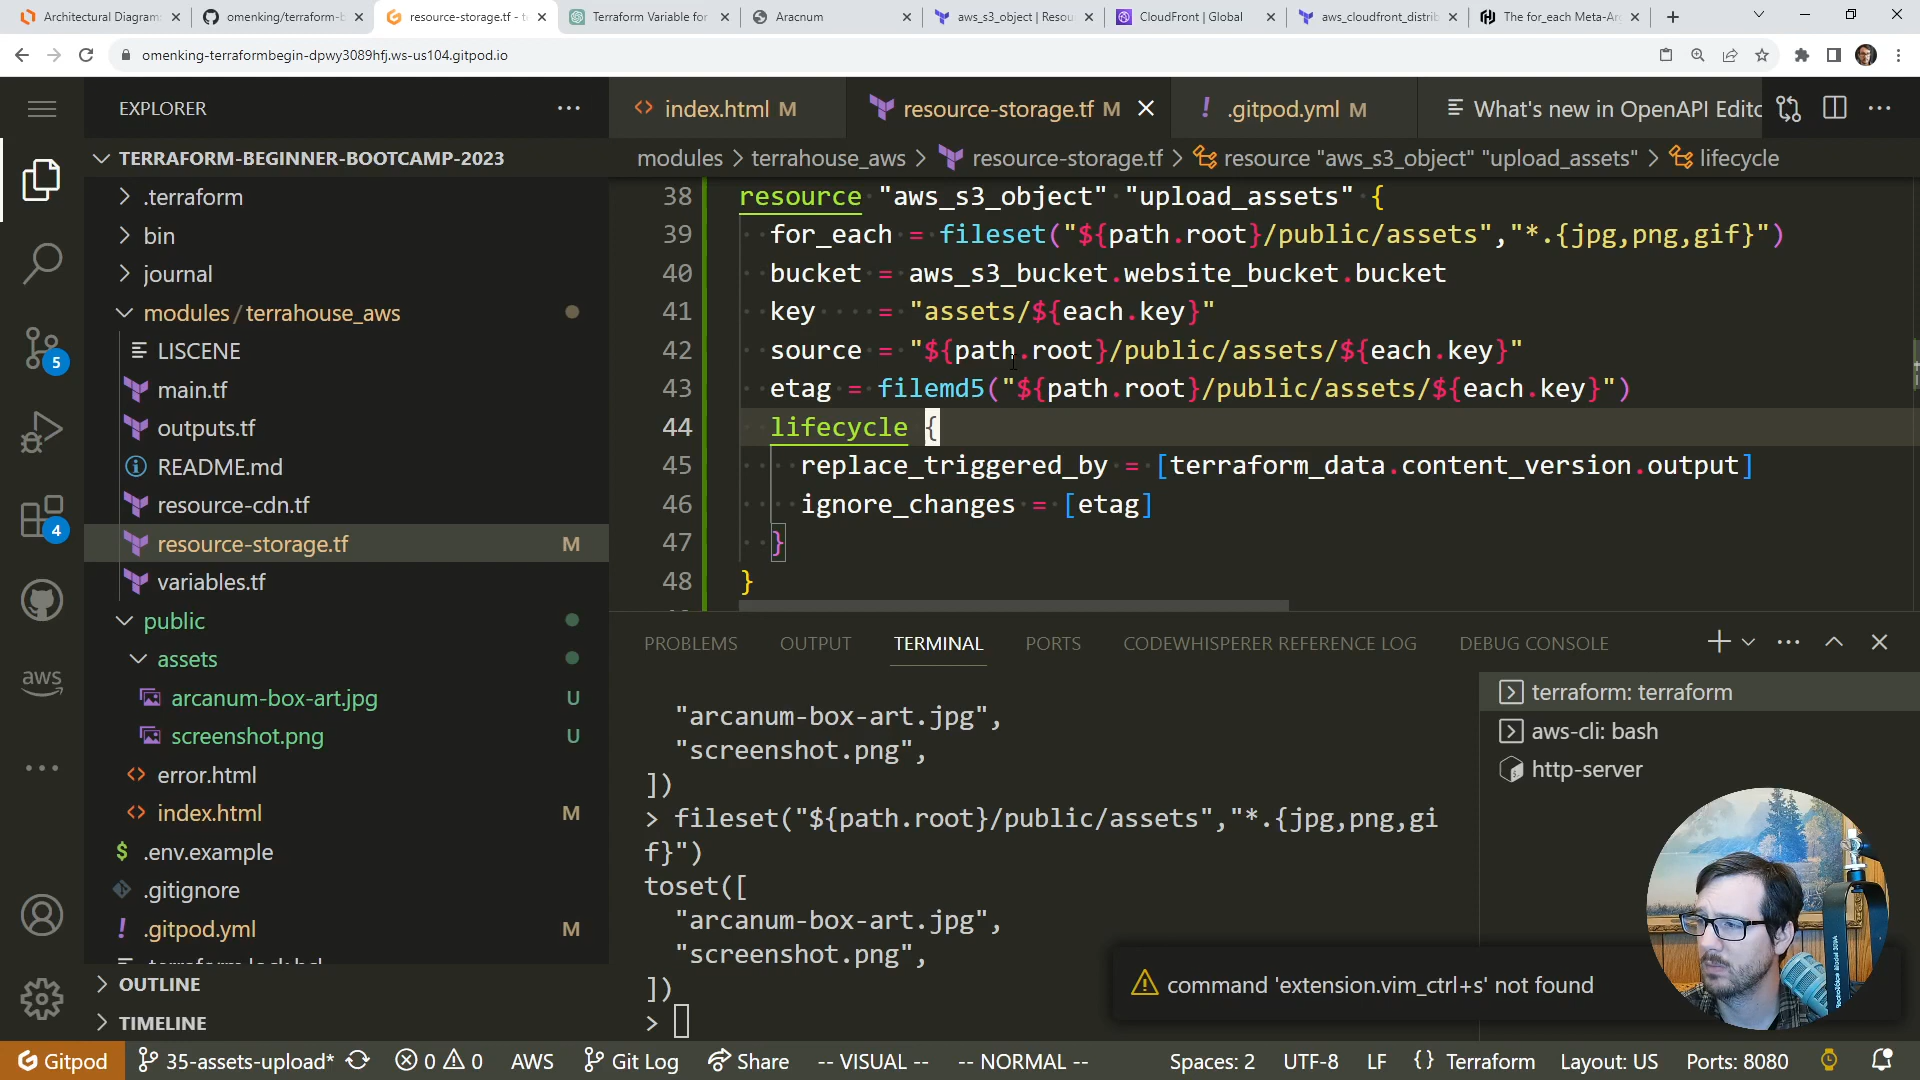 Architectural Diagram
omenking/terraform-b
resource-storage.tf - t
Terraform Variable for
Aracnum
aws_s3_object | Resou
CloudFront | Global
aws_cloudfront_distrib
The for_each Meta-Ar
omenking-terraformbegin-dpwy3089hfj.ws-us104.gitpod.io
EXPLORER
TERRAFORM-BEGINNER-BOOTCAMP-2023
.terraform
bin
journal
modules / terrahouse_aws
LISCENE
main.tf
outputs.tf
README.md
resource-cdn.tf
resource-storage.tf M
variables.tf
public
assets
arcanum-box-art.jpg U
screenshot.png U
error.html
index.html M
.env.example
.gitignore
.gitpod.yml M
OUTLINE
TIMELINE
5
4
aws
index.html M
resource-storage.tf M
.gitpod.yml M
What's new in OpenAPI Edito
modules > terrahouse_aws > resource-storage.tf > resource "aws_s3_object" "upload_assets" > lifecycle
38 resource "aws_s3_object" "upload_assets" {
39 for_each = fileset("${path.root}/public/assets","*.{jpg,png,gif}")
40 bucket = aws_s3_bucket.website_bucket.bucket
41 key = "assets/${each.key}"
42 source = "${path.root}/public/assets/${each.key}"
43 etag = filemd5("${path.root}/public/assets/${each.key}")
44 lifecycle {
45 replace_triggered_by = [terraform_data.content_version.output]
46 ignore_changes = [etag]
47 }
48 }
PROBLEMS OUTPUT TERMINAL PORTS CODEWHISPERER REFERENCE LOG DEBUG CONSOLE
"arcanum-box-art.jpg",
"screenshot.png",
])
> fileset("${path.root}/public/assets","*.{jpg,png,gi
f}")
toset([
"arcanum-box-art.jpg",
"screenshot.png",
])
>
terraform: terraform
aws-cli: bash
http-server
command 'extension.vim_ctrl+s' not found
Gitpod 35-assets-upload* 0 0 AWS Git Log Share -- VISUAL -- -- NORMAL -- Spaces: 2 UTF-8 LF {} Terraform Layout: US Ports: 8080